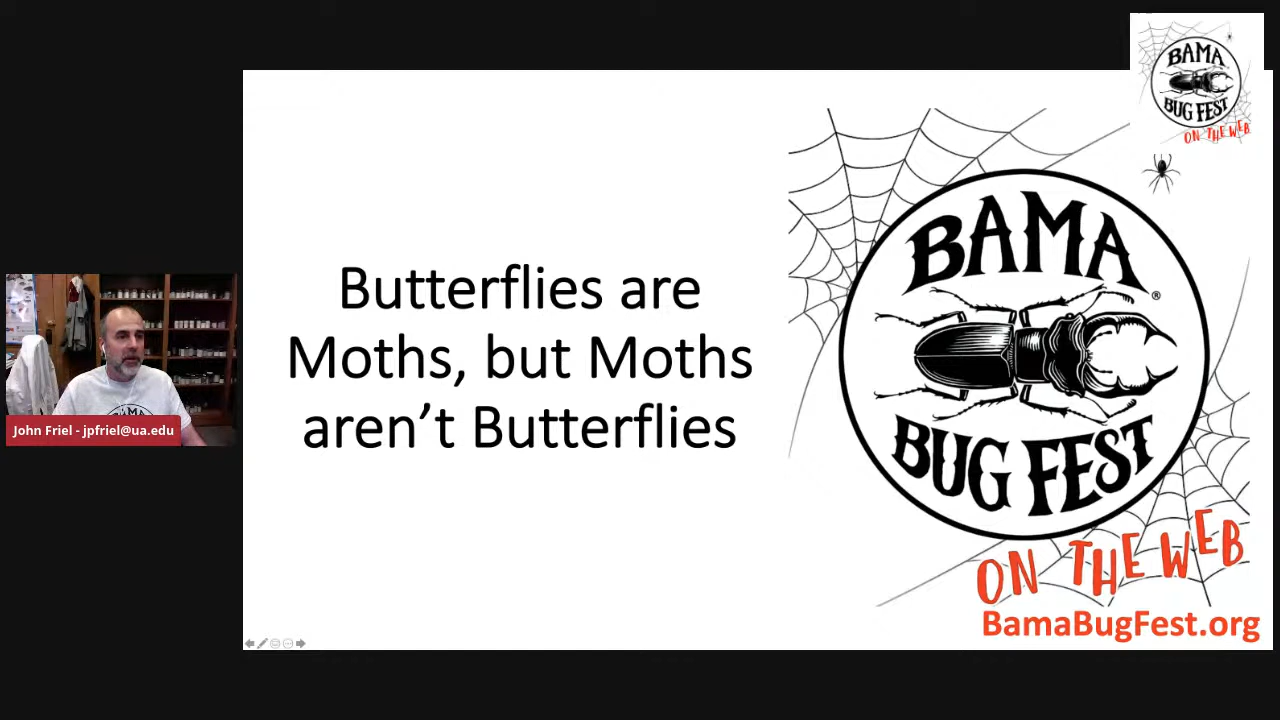 BAMA
BUG FEST
ON THE WEB
Butterflies are
Moths, but Moths
aren’t Butterflies
BAMA
®
BUG FEST
ON THE WEB
BamaBugFest.org
John Friel - jpfriel@ua.edu
BAMA